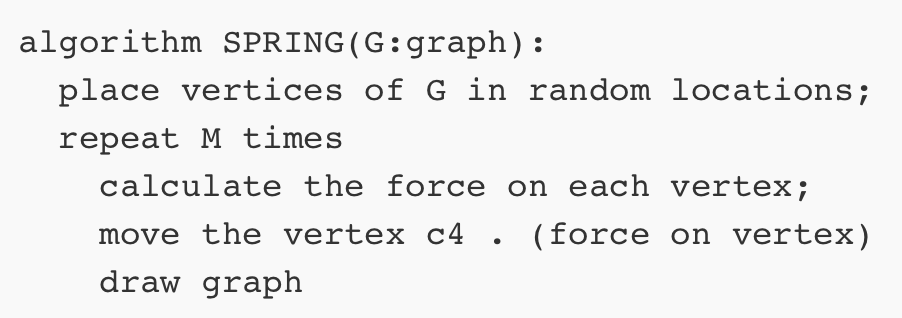 algorithm SPRING(G:graph):
place vertices of G in random locations;
repeat M times
calculate the force on each vertex;
move the vertex c4 . (force on vertex)
draw graph